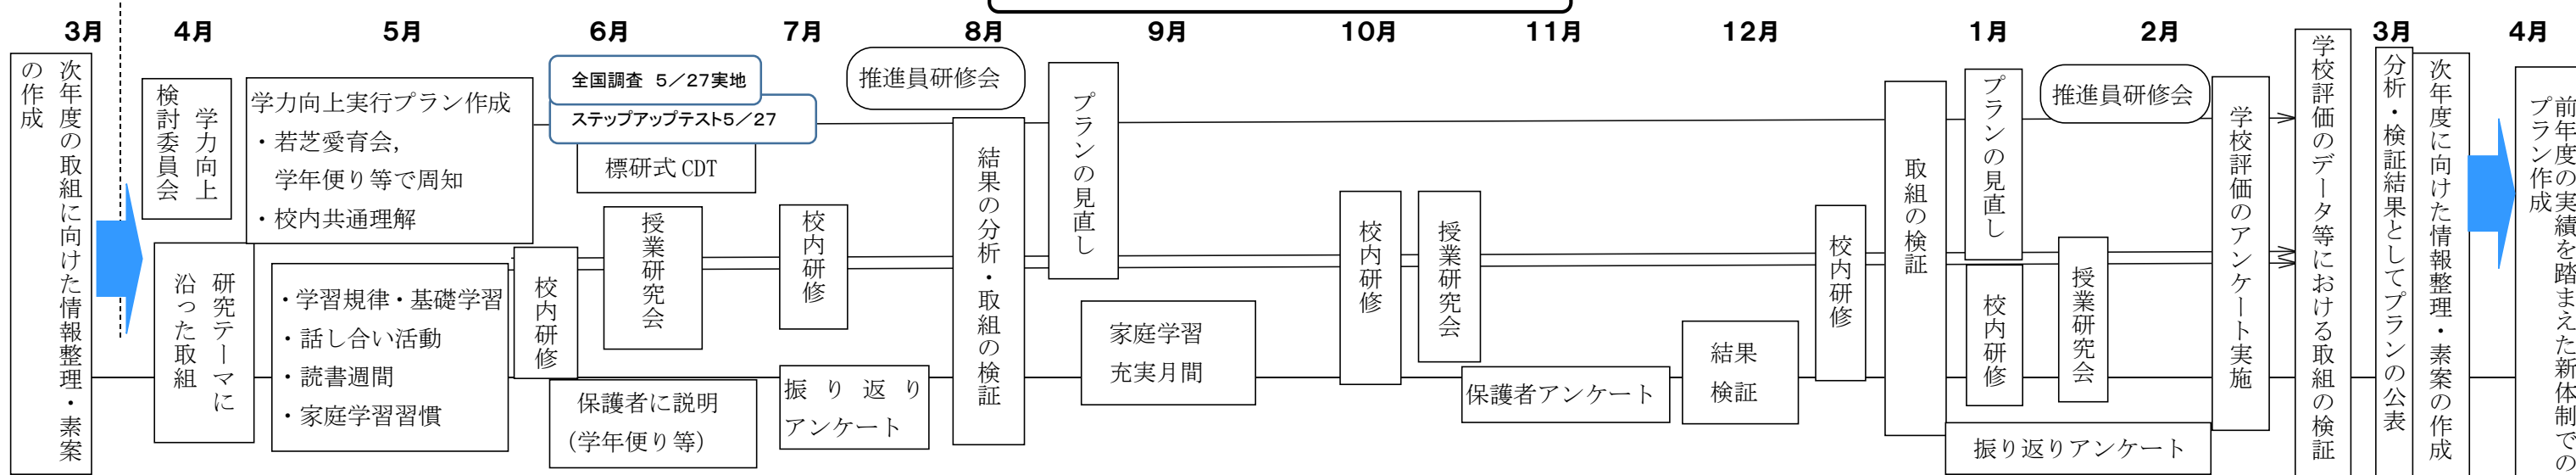 3月
4月
5月
6月
7月
8月
9月
10月
11月
12月
1月
2月
3月
4月
次年度の取組に向けた情報整理・素案
の作成
学力向上
検討委員会
研究テーマに
沿った取組
学力向上実行プラン作成
・若芝愛育会，
学年便り等で周知
・校内共通理解
・学習規律・基礎学習
・話し合い活動
・読書週間
・家庭学習習慣
校内研修
全国調査 5／27実地
ステップアップテスト5／27
標研式 CDT
授業研究会
保護者に説明
（学年便り等）
校内研修
振り返り
アンケート
推進員研修会
結果の分析・取組の検証
プランの見直し
家庭学習
充実月間
校内研修
授業研究会
保護者アンケート
結果
検証
校内研修
取組の検証
プランの見直し
校内研修
推進員研修会
授業研究会
振り返りアンケート
学校評価のアンケート実施
学校評価のデータ等における取組の検証
分析・検証結果としてプランの公表
次年度に向けた情報整理・素案の作成
前年度の実績を踏まえた新体制での
プラン作成